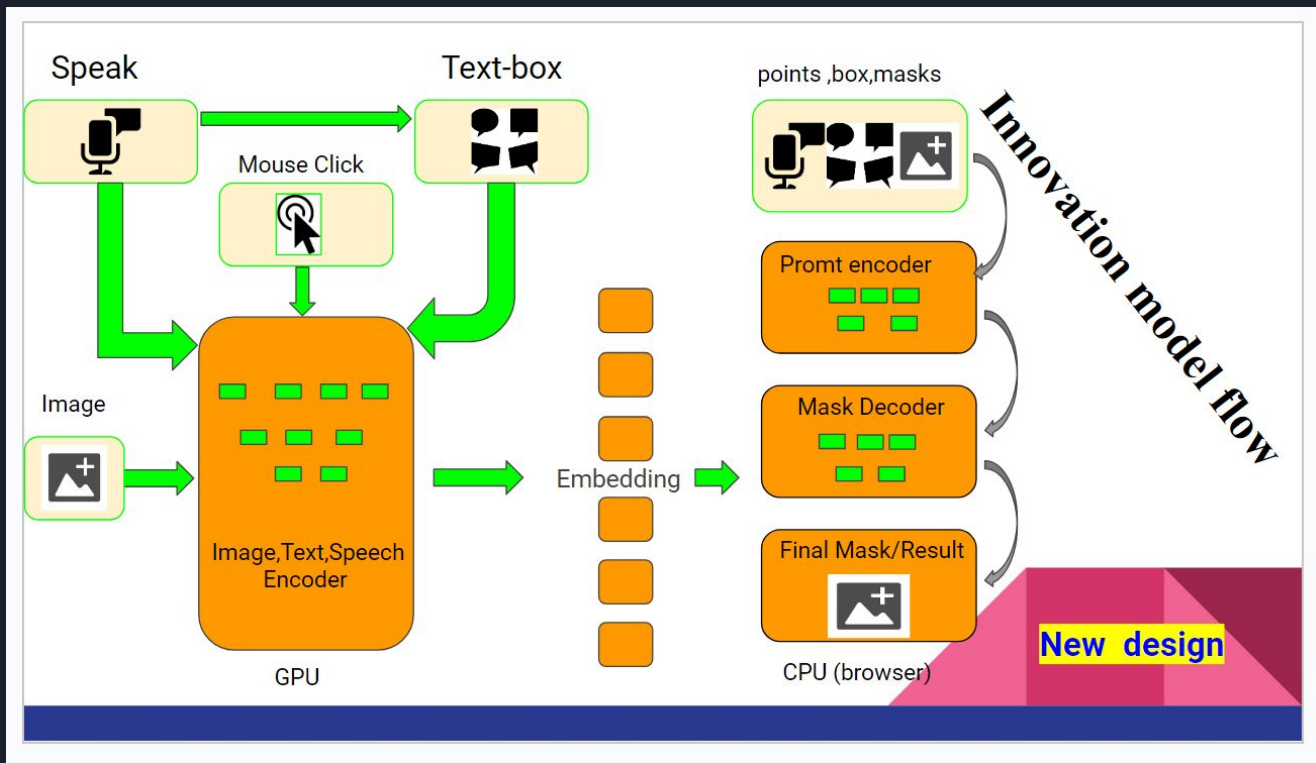 Speak
Text-box
points ,box,masks
Mouse Click
Innovation model flow
Promt encoder
Image
Mask Decoder
Embedding
Image,Text,Speech
Encoder
Final Mask/Result
New design
GPU
CPU (browser)